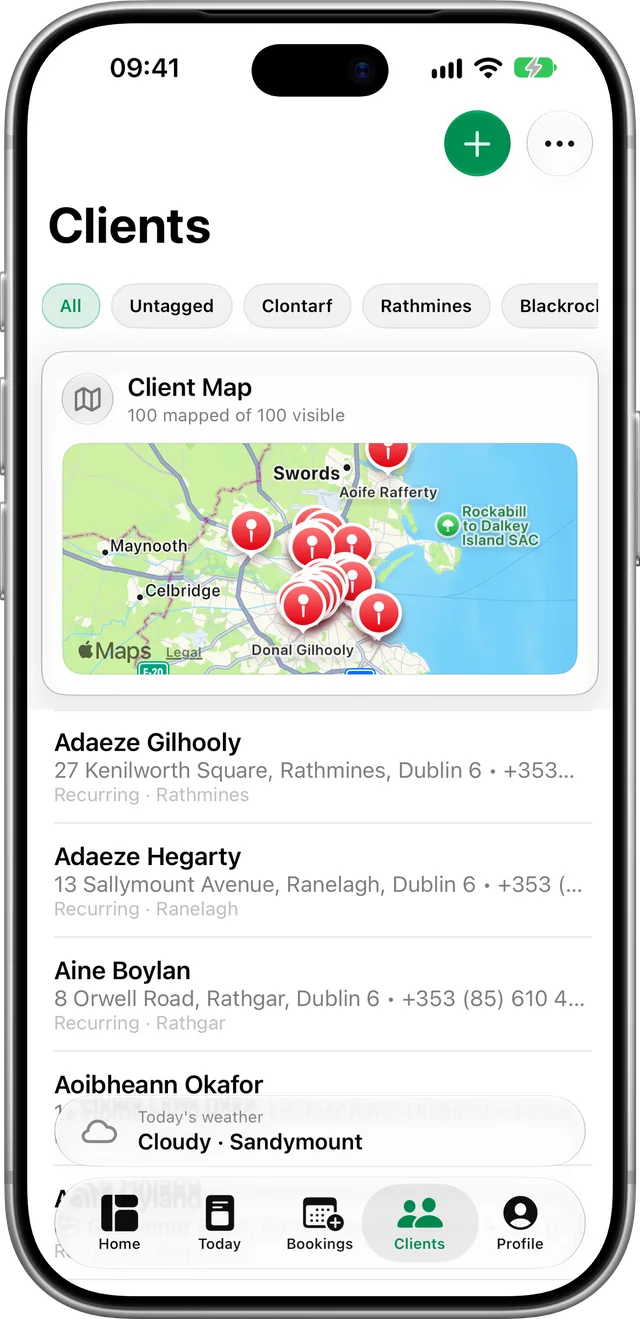 09:41
Clients
All
Untagged
Clontarf
Rathmines
Blackrock
Client Map
100 mapped of 100 visible
Swords
Aoife Rafferty
Rockabill
to Dalkey
Island SAC
Maynooth
Celbridge
Maps
Legal
Donal Gilhooly
E-20
Adaeze Gilhooly
27 Kenilworth Square, Rathmines, Dublin 6 • +353...
Recurring · Rathmines
Adaeze Hegarty
13 Sallymount Avenue, Ranelagh, Dublin 6 • +353 (...
Recurring · Ranelagh
Aine Boylan
8 Orwell Road, Rathgar, Dublin 6 • +353 (85) 610 4...
Recurring · Rathgar
Aoibheann Okafor
Today's weather
Cloudy · Sandymount
Home
Today
Bookings
Clients
Profile